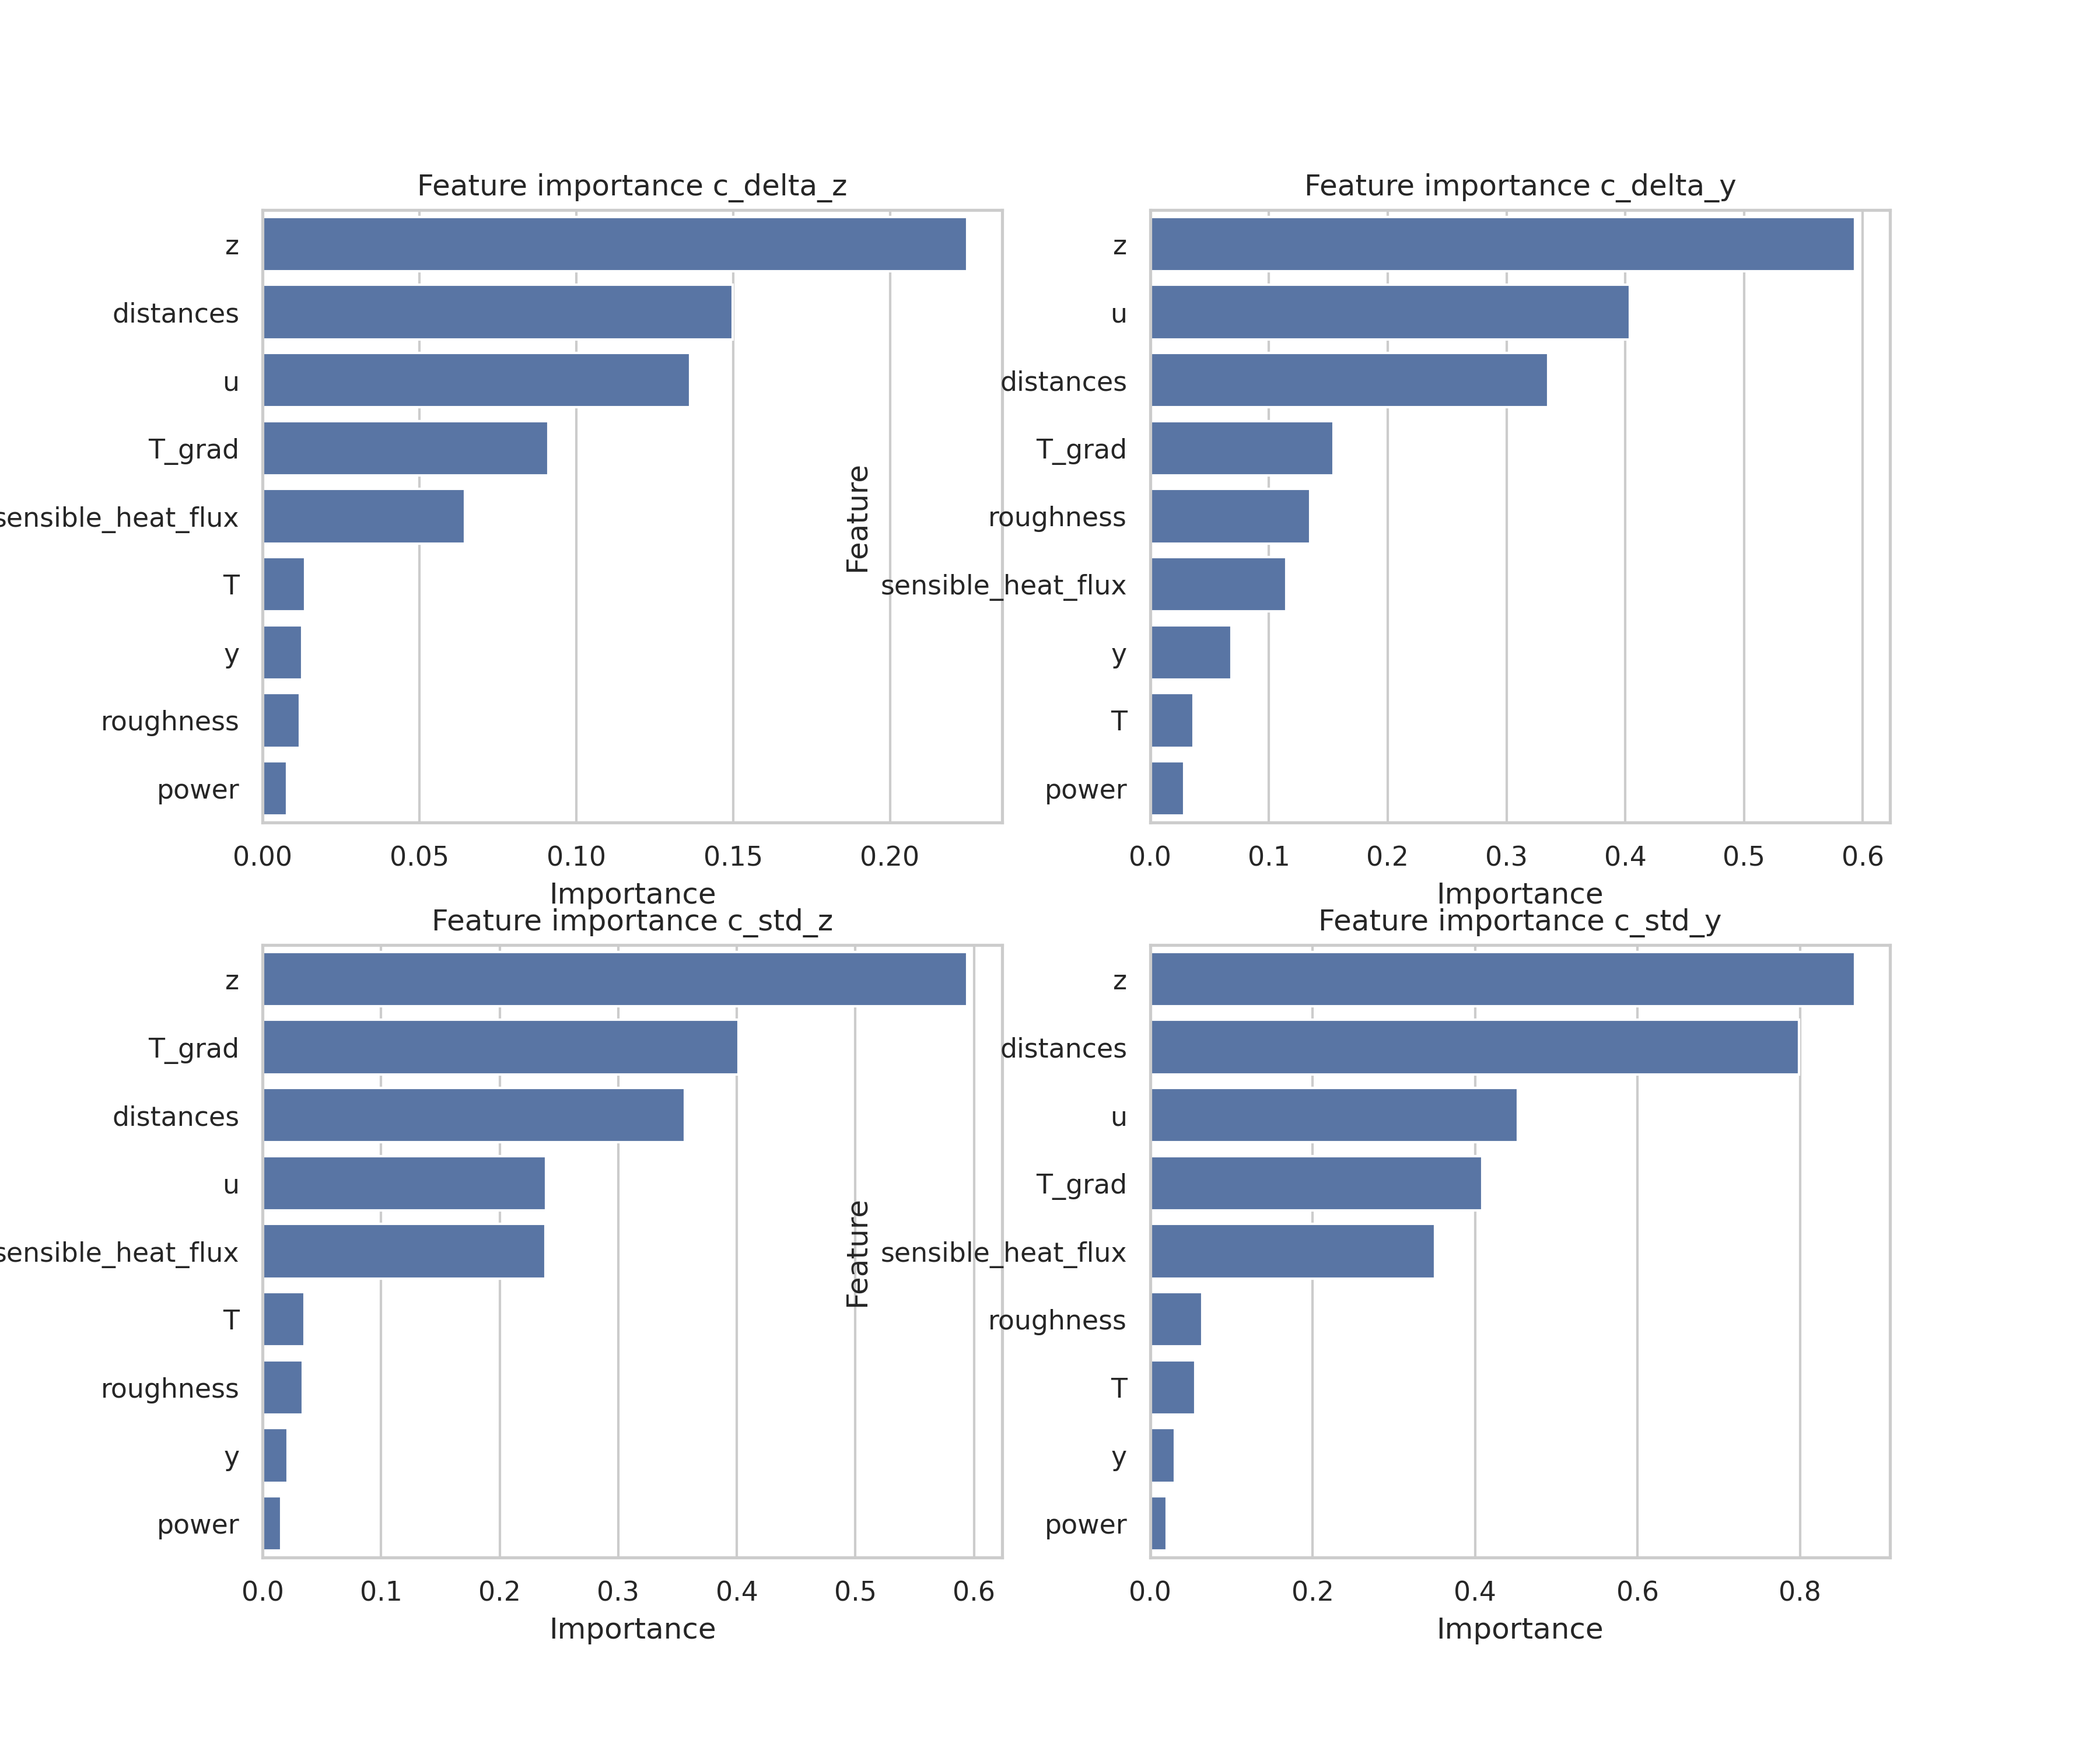 Feature importance c_delta_z
z
distances
u
T_grad
sensible_heat_flux
T
y
roughness
power
0.00 0.05 0.10 0.15 0.20
Importance
Feature importance c_delta_y
Feature
z
u
distances
T_grad
roughness
sensible_heat_flux
y
T
power
0.0 0.1 0.2 0.3 0.4 0.5 0.6
Importance
Feature importance c_std_z
z
T_grad
distances
u
sensible_heat_flux
T
roughness
y
power
0.0 0.1 0.2 0.3 0.4 0.5 0.6
Importance
Feature importance c_std_y
Feature
z
distances
u
T_grad
sensible_heat_flux
roughness
T
y
power
0.0 0.2 0.4 0.6 0.8
Importance